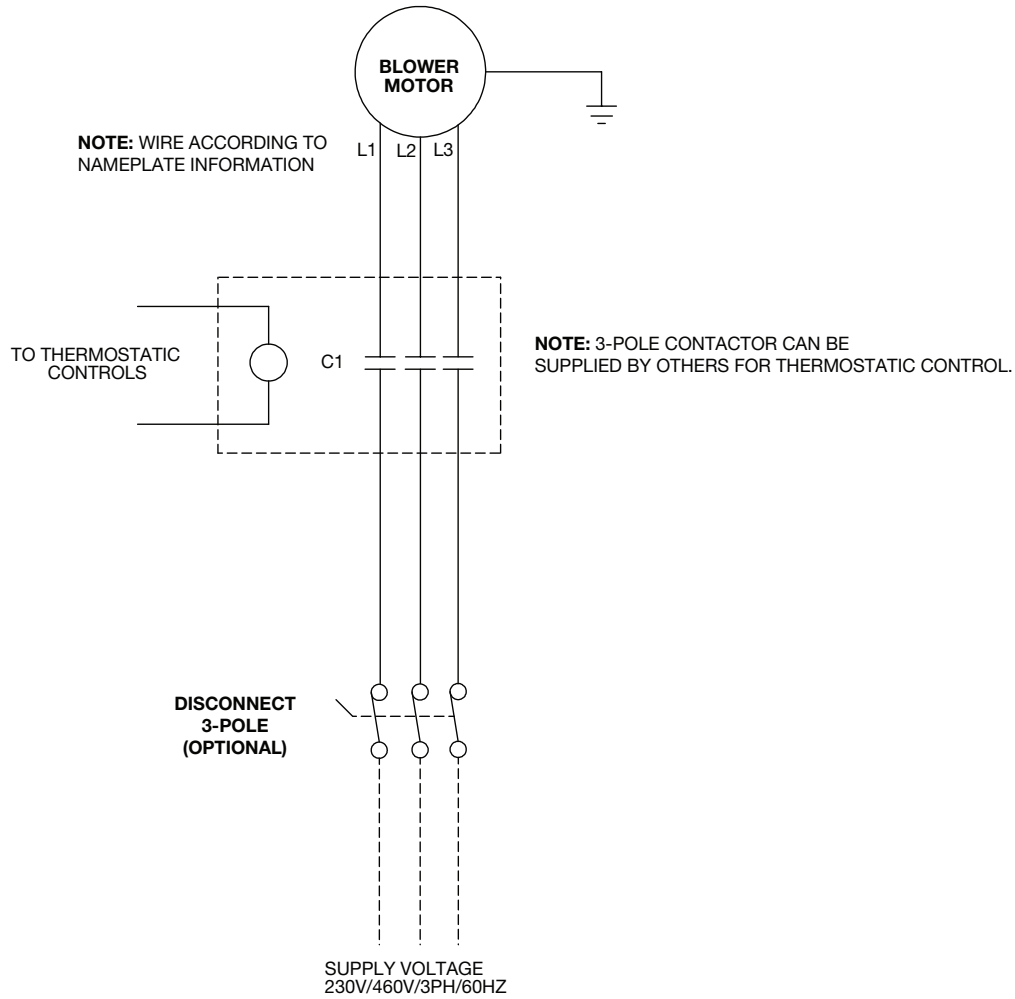 BLOWER
MOTOR
NOTE: WIRE ACCORDING TO
NAMEPLATE INFORMATION
L1
L2
L3
TO THERMOSTATIC
CONTROLS
C1
NOTE: 3-POLE CONTACTOR CAN BE
SUPPLIED BY OTHERS FOR THERMOSTATIC CONTROL.
DISCONNECT
3-POLE
(OPTIONAL)
SUPPLY VOLTAGE
230V/460V/3PH/60HZ